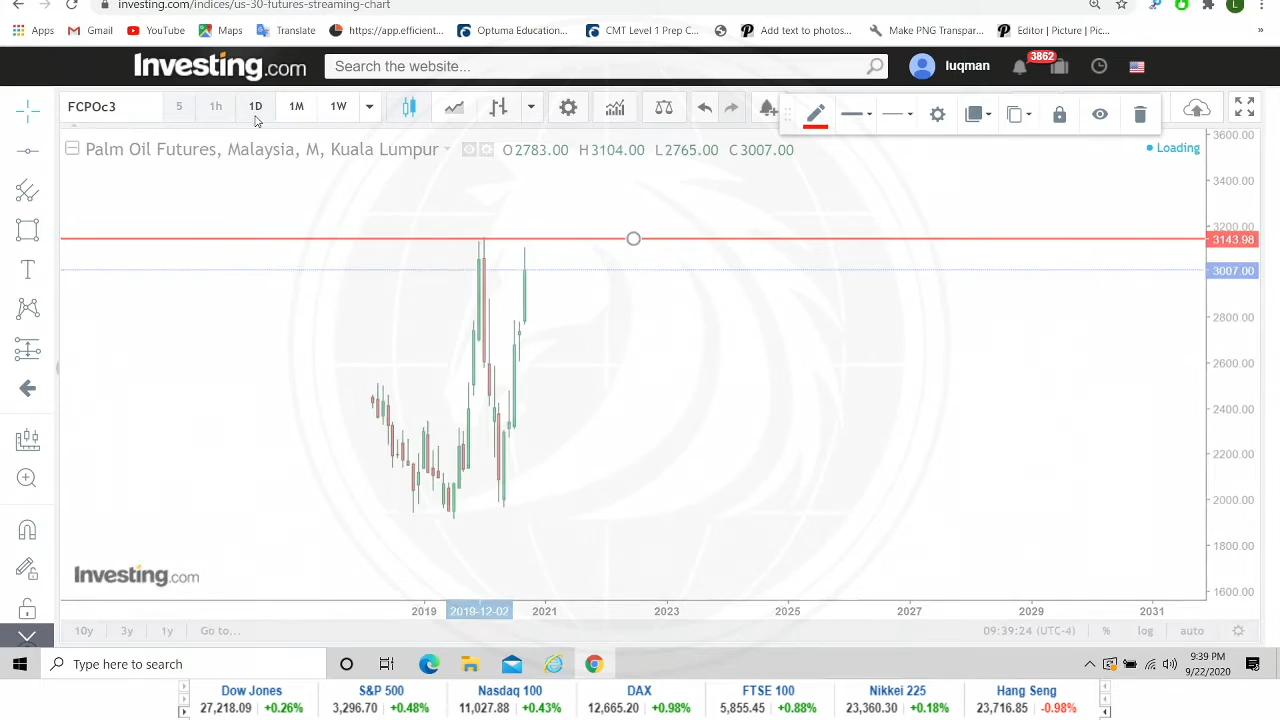 investing.com/indices/us-30-futures-streaming-chart
Apps Gmail YouTube Maps Translate https://app.efficient... Optuma Education... CMT Level 1 Prep C... Add text to photos... Make PNG Transpar... Editor | Picture | Pic... »
Investing.com Search the website... luqman 3862
FCPOc3 5 1h 1D 1M 1W
Palm Oil Futures, Malaysia, M, Kuala Lumpur O2783.00 H3104.00 L2765.00 C3007.00
Loading
3600.00
3400.00
3200.00
3143.98
3007.00
2800.00
2600.00
2400.00
2200.00
2000.00
1800.00
1600.00
Investing.com
2019 2019-12-02 2021 2023 2025 2027 2029 2031
10y 3y 1y Go to... 09:39:24 (UTC-4) % log auto
Type here to search 9:39 PM
9/22/2020
Dow Jones S&P 500 Nasdaq 100 DAX FTSE 100 Nikkei 225 Hang Seng
27,218.09 +0.26% 3,296.70 +0.48% 11,027.88 +0.43% 12,665.20 +0.98% 5,855.45 +0.88% 23,360.30 +0.18% 23,716.85 -0.98%